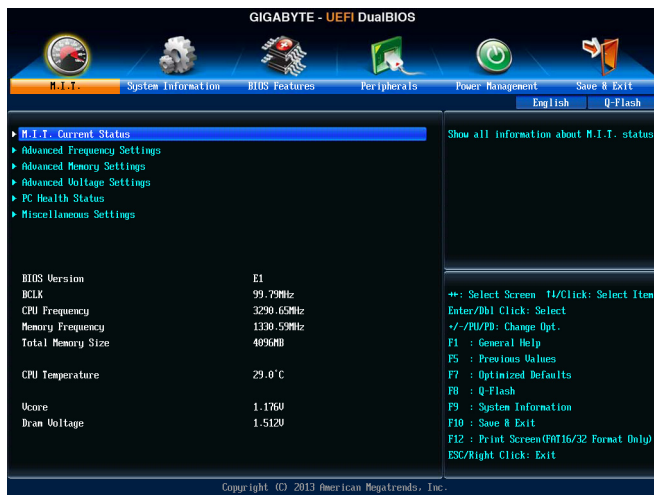 GIGABYTE - UEFI DualBIOS
M.I.T. System Information BIOS Features Peripherals Power Management Save & Exit
English Q-Flash
M.I.T. Current Status
Advanced Frequency Settings
Advanced Memory Settings
Advanced Voltage Settings
PC Health Status
Miscellaneous Settings
Show all information about M.I.T. status
BIOS Version E1
BCLK 99.79MHz
CPU Frequency 3290.65MHz
Memory Frequency 1330.59MHz
Total Memory Size 4096MB
CPU Temperature 29.0°C
Vcore 1.176V
Dram Voltage 1.512V
→←: Select Screen ↑↓/Click: Select Item
Enter/Dbl Click: Select
+/-/PU/PD: Change Opt.
F1 : General Help
F5 : Previous Values
F7 : Optimized Defaults
F8 : Q-Flash
F9 : System Information
F10 : Save & Exit
F12 : Print Screen(FAT16/32 Format Only)
ESC/Right Click: Exit
Copyright (C) 2013 American Megatrends, Inc.